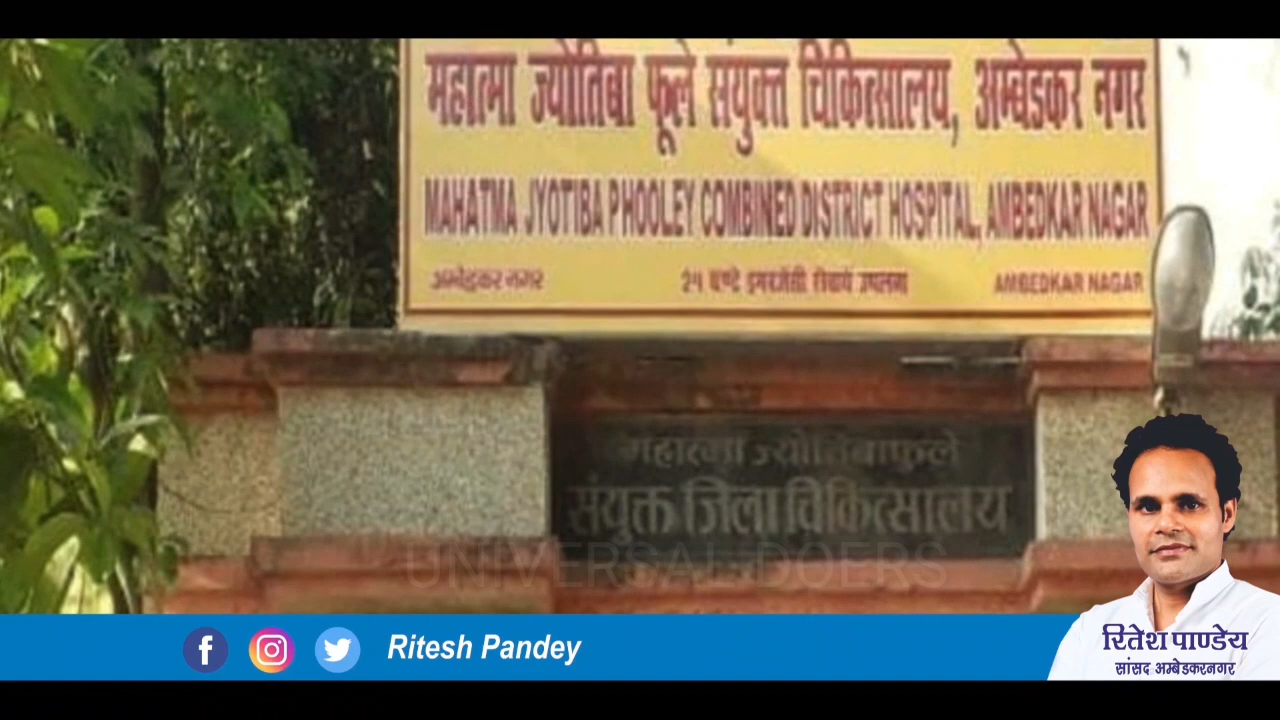 महात्मा ज्योतिबा फूले संयुक्त चिकित्सालय, अम्बेडकर नगर
MAHATMA JYOTIBA PHOOLEY COMBINED DISTRICT HOSPITAL, AMBEDKAR NAGAR
अम्बेडकर नगर २४ घण्टे इमरजेंसी सेवायें उपलब्ध AMBEDKAR NAGAR
महात्मा ज्योतिबा फुले
संयुक्त जिला चिकित्सालय
UNIVERSAL DOERS
Ritesh Pandey
रितेश पाण्डेय
सांसद अम्बेडकरनगर